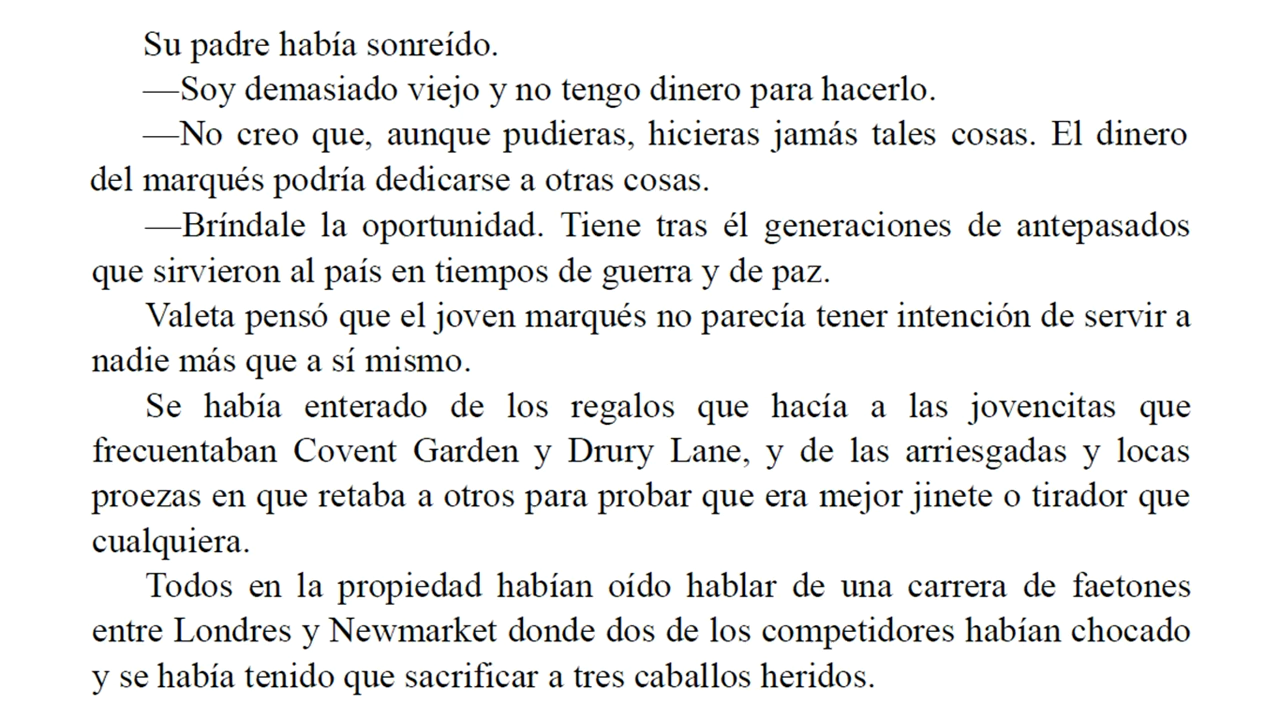 Su padre había sonreído.
—Soy demasiado viejo y no tengo dinero para hacerlo.
—No creo que, aunque pudieras, hicieras jamás tales cosas. El dinero
del marqués podría dedicarse a otras cosas.
—Bríndale la oportunidad. Tiene tras él generaciones de antepasados
que sirvieron al país en tiempos de guerra y de paz.
Valeta pensó que el joven marqués no parecía tener intención de servir a
nadie más que a sí mismo.
Se había enterado de los regalos que hacía a las jovencitas que
frecuentaban Covent Garden y Drury Lane, y de las arriesgadas y locas
proezas en que retaba a otros para probar que era mejor jinete o tirador que
cualquiera.
Todos en la propiedad habían oído hablar de una carrera de faetones
entre Londres y Newmarket donde dos de los competidores habían chocado
y se había tenido que sacrificar a tres caballos heridos.